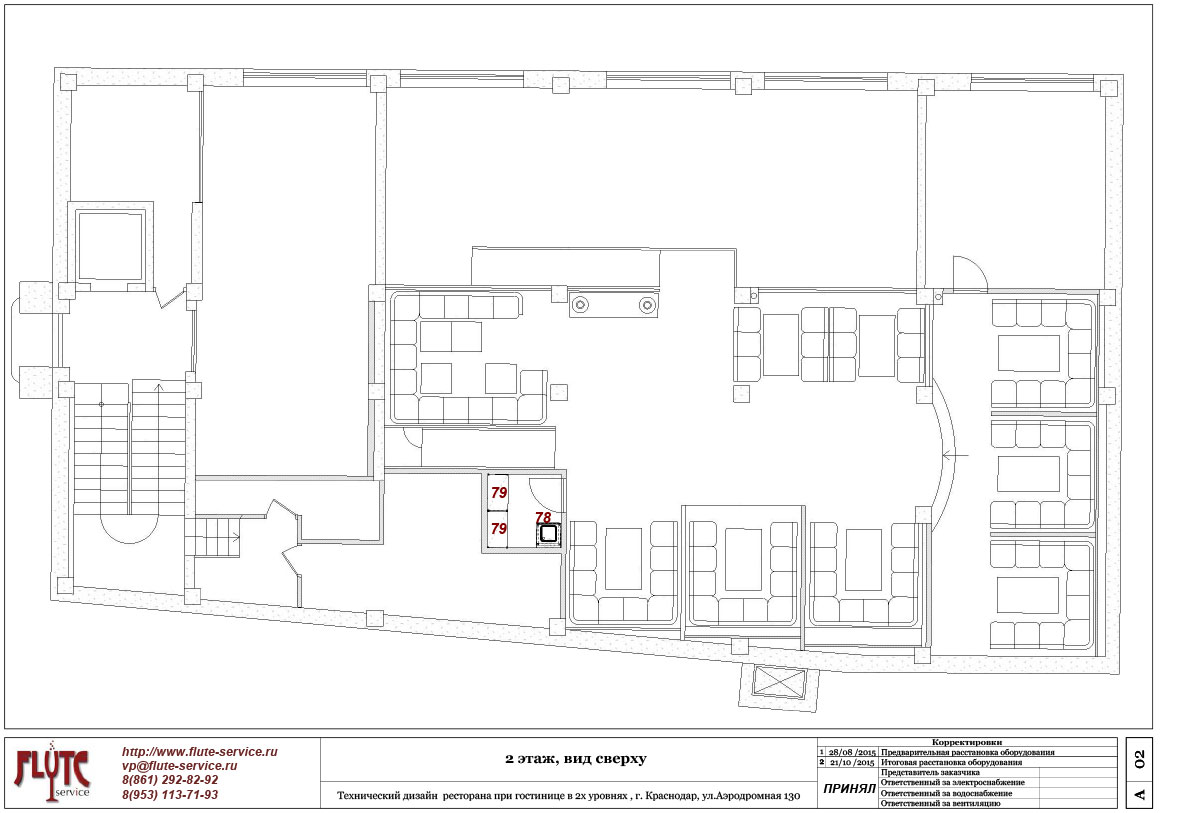 79
78
79
FLUTE
service
http://www.flute-service.ru
vp@flute-service.ru
8(861) 292-82-92
8(953) 113-71-93
2 этаж, вид сверху
Технический дизайн ресторана при гостинице в 2х уровнях , г. Краснодар, ул.Аэродромная 130
Корректировки
1 28/08 /2015 Предварительная расстановка оборудования
2 21/10 /2015 Итоговая расстановка оборудования
ПРИНЯЛ
Представитель заказчика
Ответственный за электроснабжение
Ответственный за водоснабжение
Ответственный за вентиляцию
02
A